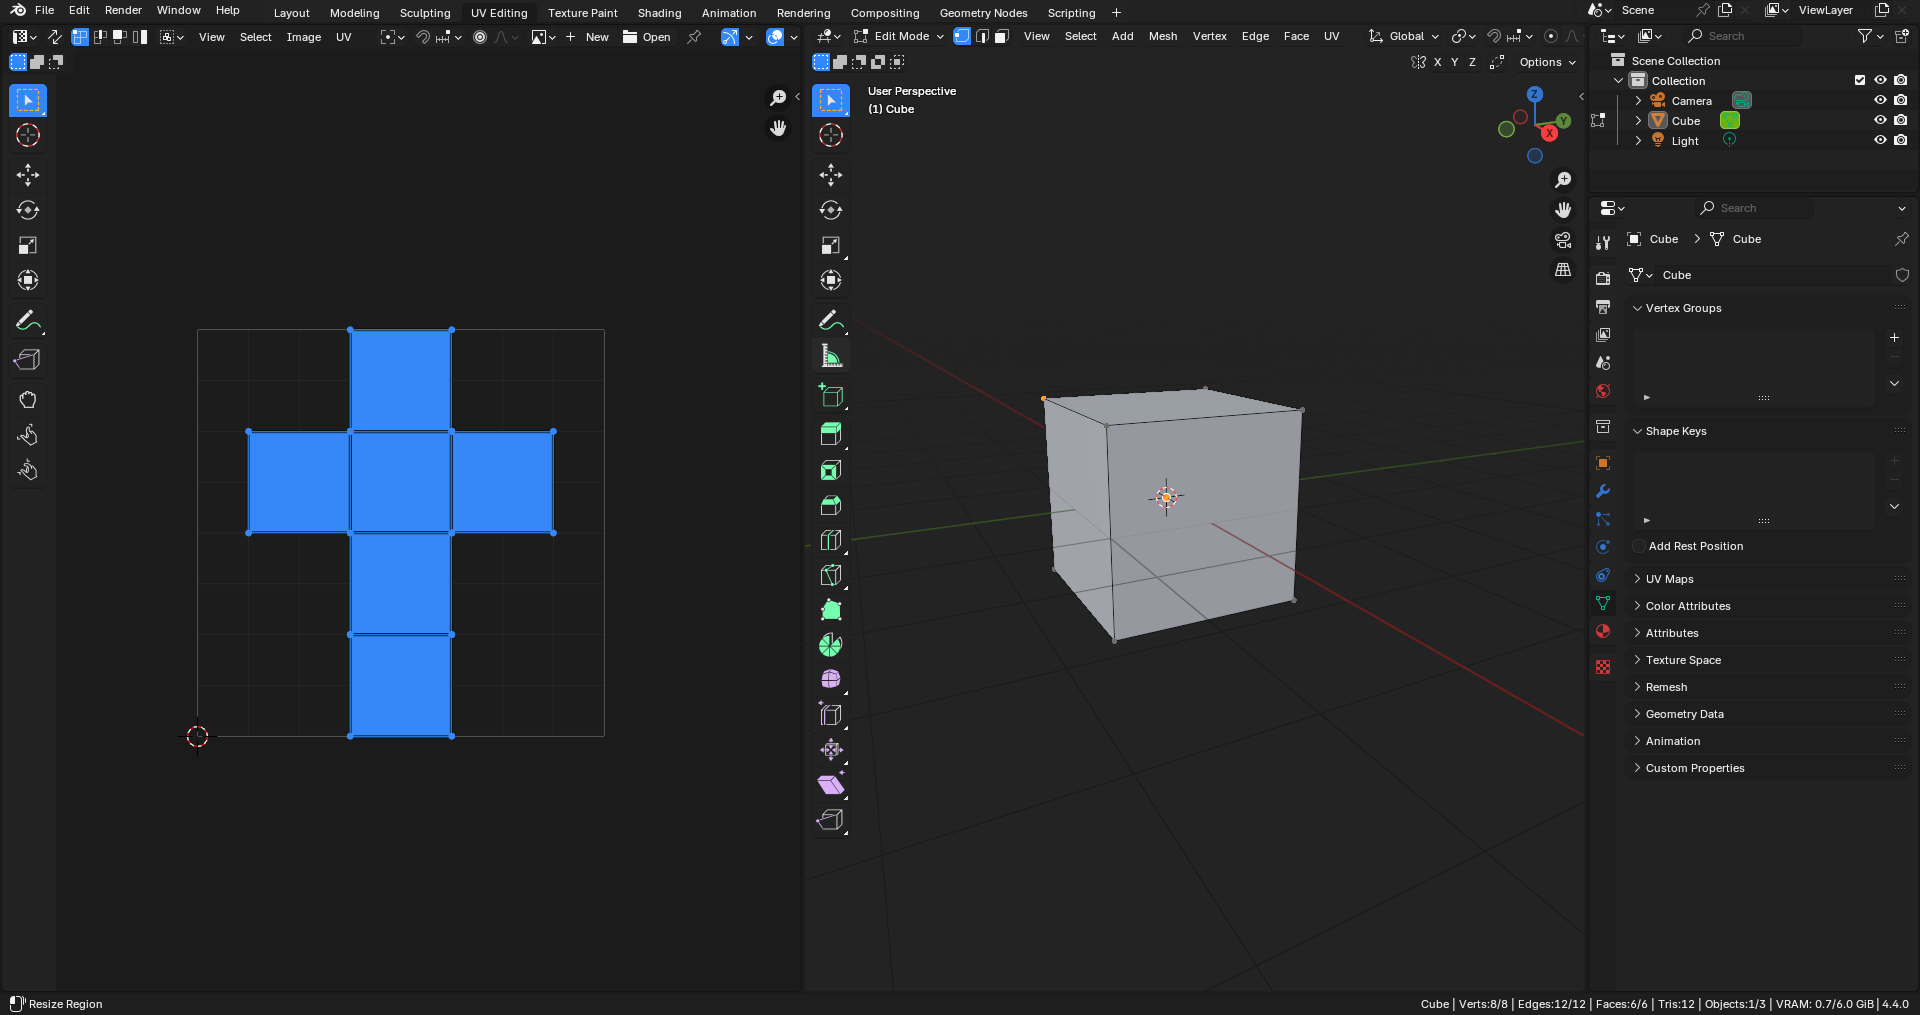 File Edit Render Window Help Layout Modeling Sculpting UV Editing Texture Paint Shading Animation Rendering Compositing Geometry Nodes Scripting + Scene ViewLayer
View Select Image UV New Open
Edit Mode View Select Add Mesh Vertex Edge Face UV Global
Search
X Y Z Options
Scene Collection
Collection
Camera
Cube
Light
User Perspective
(1) Cube
Z
Y
X
Search
Cube > Cube
Cube
Vertex Groups
Shape Keys
Add Rest Position
UV Maps
Color Attributes
Attributes
Texture Space
Remesh
Geometry Data
Animation
Custom Properties
Resize Region
Cube | Verts:8/8 | Edges:12/12 | Faces:6/6 | Tris:12 | Objects:1/3 | VRAM: 0.7/6.0 GiB | 4.4.0